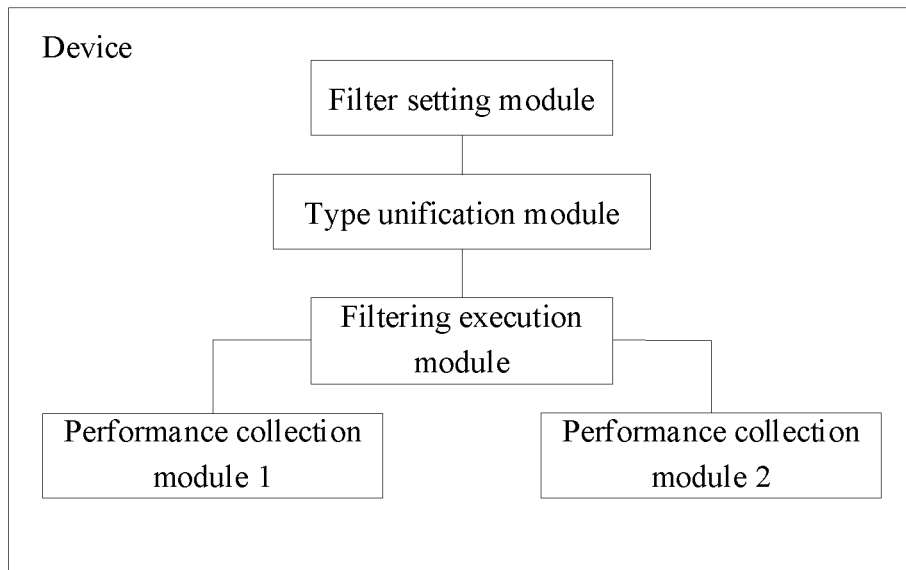 Device
Filter setting module
Type unification module
Filtering execution
module
Performance collection
module 1
Performance collection
module 2